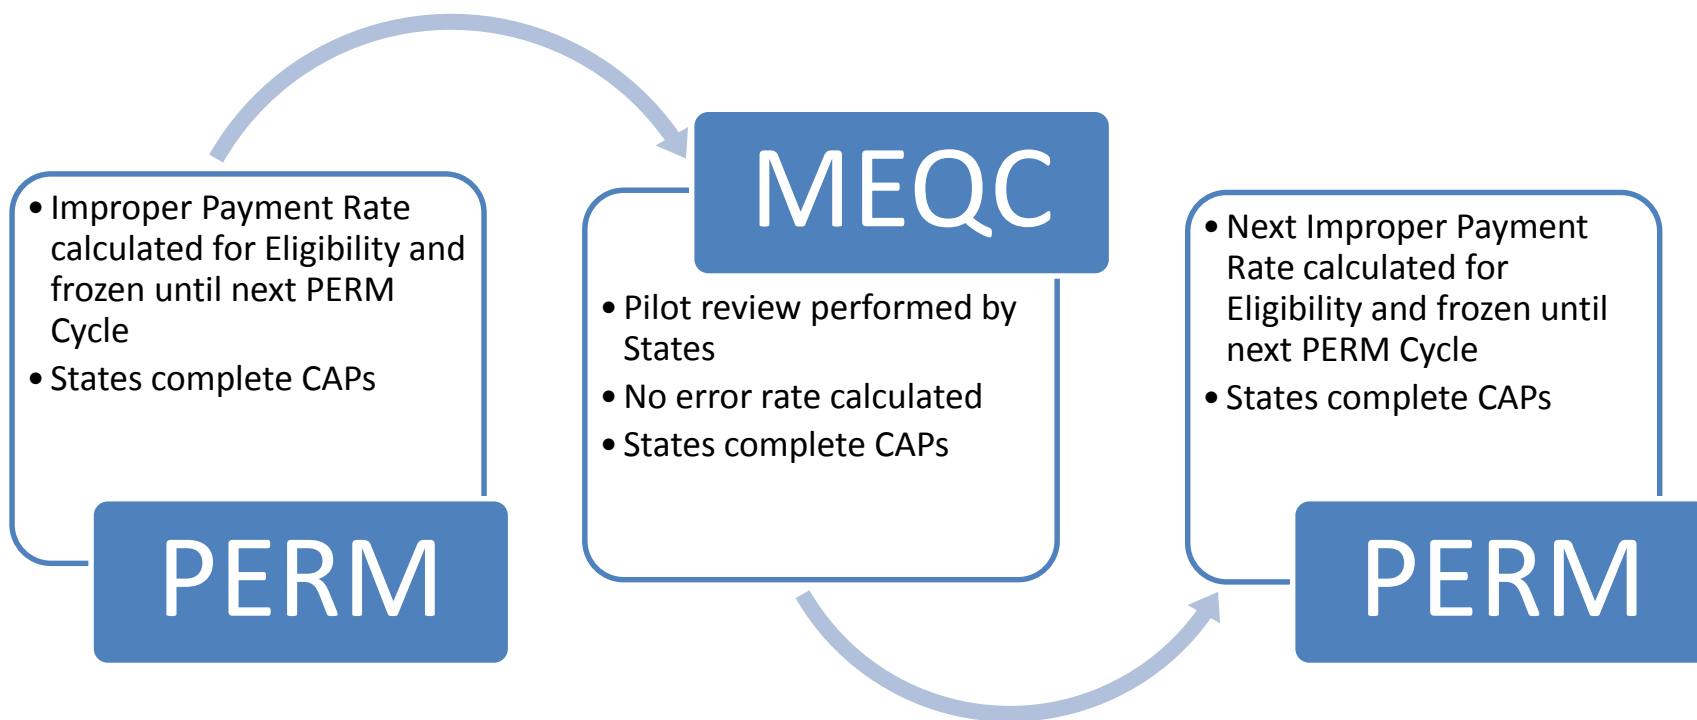 • Improper Payment Rate
calculated for Eligibility and
frozen until next PERM
Cycle
• States complete CAPs
PERM
MEQC
• Pilot review performed by
States
• No error rate calculated
• States complete CAPs
• Next Improper Payment
Rate calculated for
Eligibility and frozen until
next PERM Cycle
• States complete CAPs
PERM